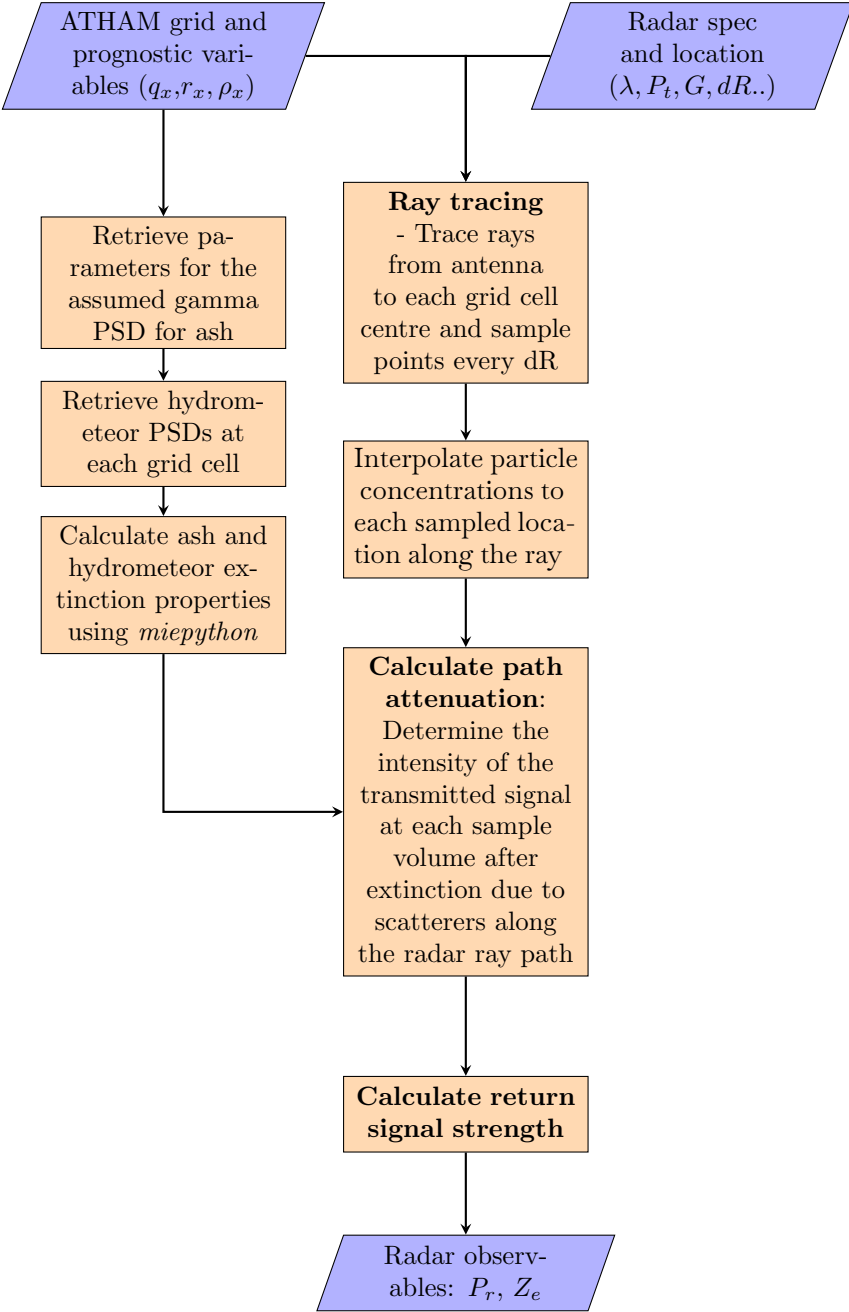 ATHAM grid and
prognostic vari-
ables (q_x,r_x, ρ_x)
Radar spec
and location
(λ, P_t, G, dR..)
Retrieve pa-
rameters for the
assumed gamma
PSD for ash
Retrieve hydrom-
eteor PSDs at
each grid cell
Calculate ash and
hydrometeor ex-
tinction properties
using miepython
Ray tracing
- Trace rays
from antenna
to each grid cell
centre and sample
points every dR
Interpolate particle
concentrations to
each sampled loca-
tion along the ray
Calculate path
attenuation:
Determine the
intensity of the
transmitted signal
at each sample
volume after
extinction due to
scatterers along
the radar ray path
Calculate return
signal strength
Radar observ-
ables: P_r, Z_e